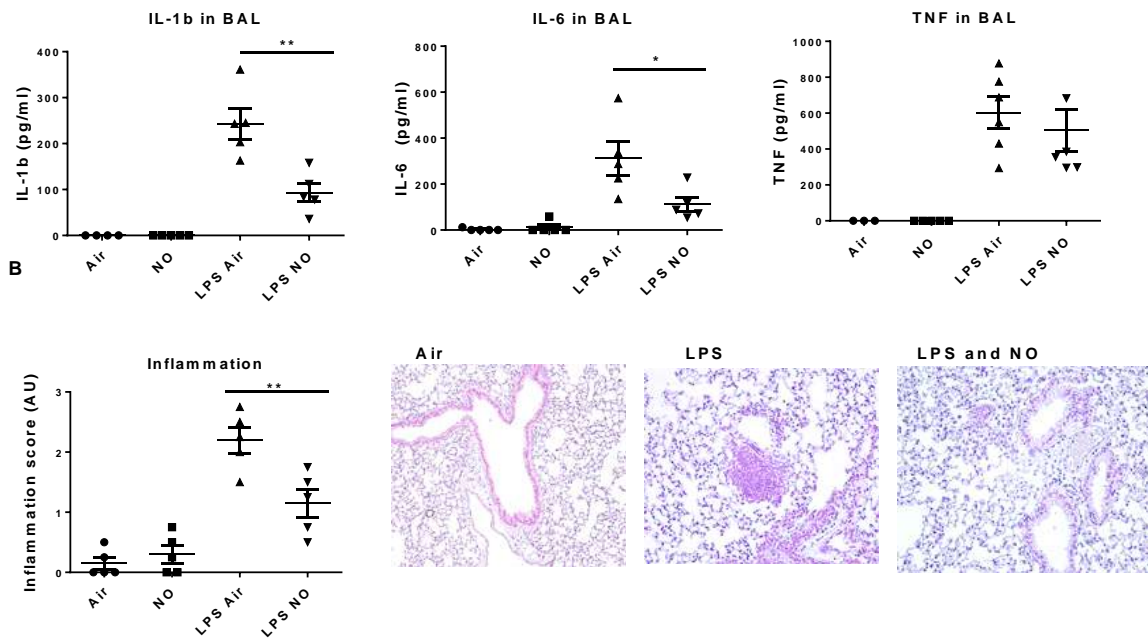 IL-1b in BAL
IL-1b (pg/ml)
400
300
200
100
0
**
Air
NO
LPS Air
LPS NO
IL-6 in BAL
IL-6 (pg/ml)
800
600
400
200
0
*
Air
NO
LPS Air
LPS NO
TNF in BAL
TNF (pg/ml)
1000
800
600
400
200
0
Air
NO
LPS Air
LPS NO
B
Inflammation
Inflammation score (AU)
3
2
1
0
**
Air
NO
LPS Air
LPS NO
Air
LPS
LPS and NO